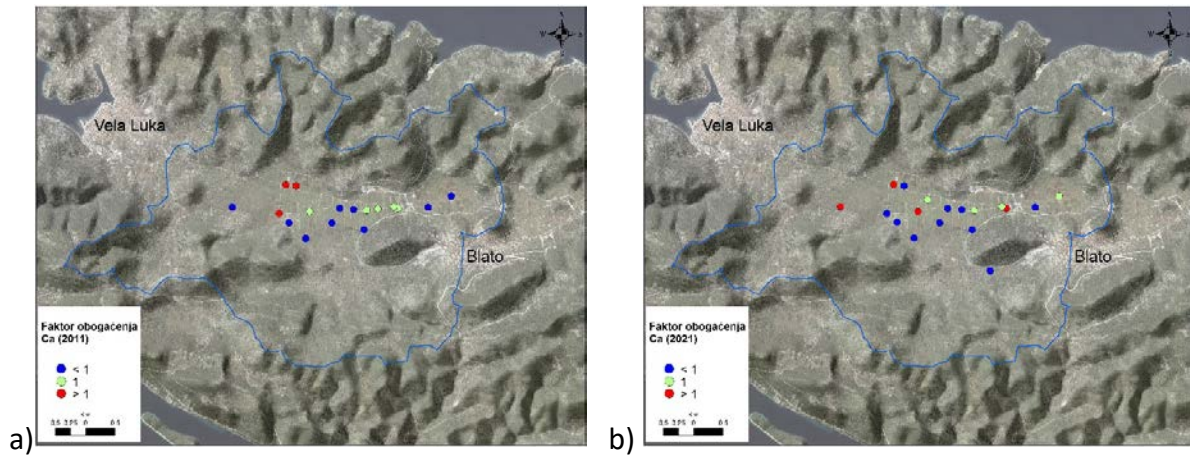 Vela Luka
Blato
Faktor obogaćenja
Ca (2011)
< 1
1
> 1
a)
Vela Luka
Blato
Faktor obogaćenja
Ca (2021)
< 1
1
> 1
b)